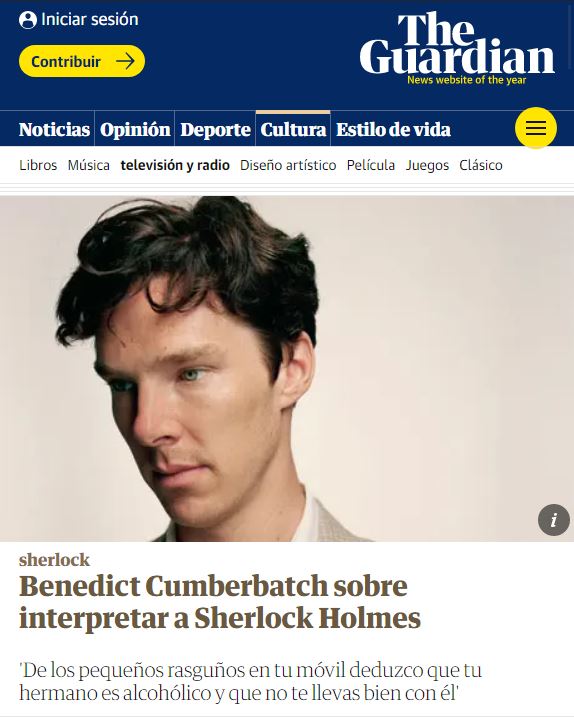 Iniciar sesión
Contribuir
The
Guardian
News website of the year
Noticias Opinión Deporte Cultura Estilo de vida
Libros Música televisión y radio Diseño artístico Película Juegos Clásico
i
sherlock
Benedict Cumberbatch sobre
interpretar a Sherlock Holmes
'De los pequeños rasguños en tu móvil deduzco que tu
hermano es alcohólico y que no te llevas bien con él'